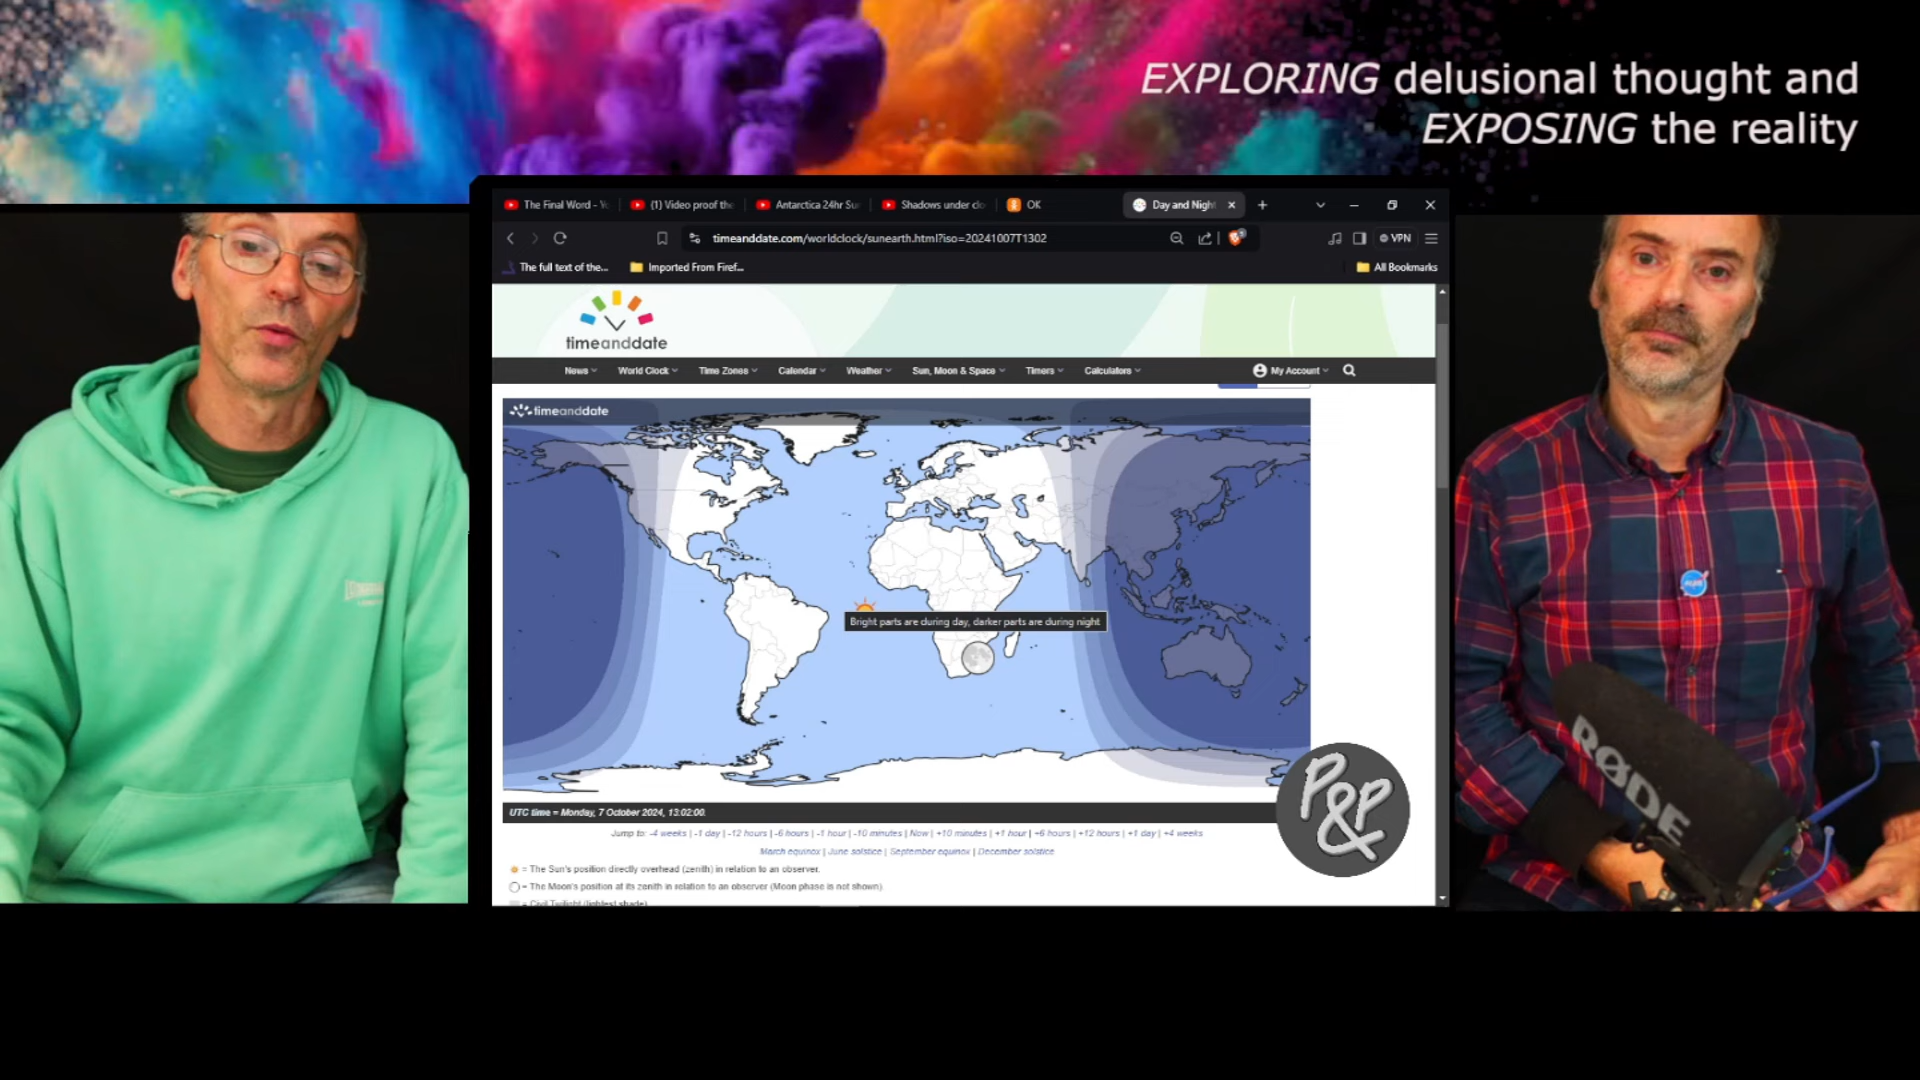 EXPLORING delusional thought and
EXPOSING the reality
The Final Word - Y
(1) Video proof the
Antarctica 24hr Su
Shadows under clo
OK
Day and Nigh
timeanddate.com/worldclock/sunearth.html?iso=20241007T1302
VPN
The full text of the...
Imported From Firef...
All Bookmarks
timeanddate
News
World Clock
Time Zones
Calendar
Weather
Sun, Moon & Space
Timers
Calculators
My Account
timeanddate
Bright parts are during day, darker parts are during night
UTC time = Monday, 7 October 2024, 13:02:00.
Jump to: -4 weeks | -1 day | -12 hours | -6 hours | -1 hour | -10 minutes | Now | +10 minutes | +1 hour | +6 hours | +12 hours | +1 day | +4 weeks
March equinox | June solstice | September equinox | December solstice
= The Sun's position directly overhead (zenith) in relation to an observer.
= The Moon's position at its zenith in relation to an observer (Moon phase is not shown).
= Civil Twilight (lightest shade)
P&P
RØDE